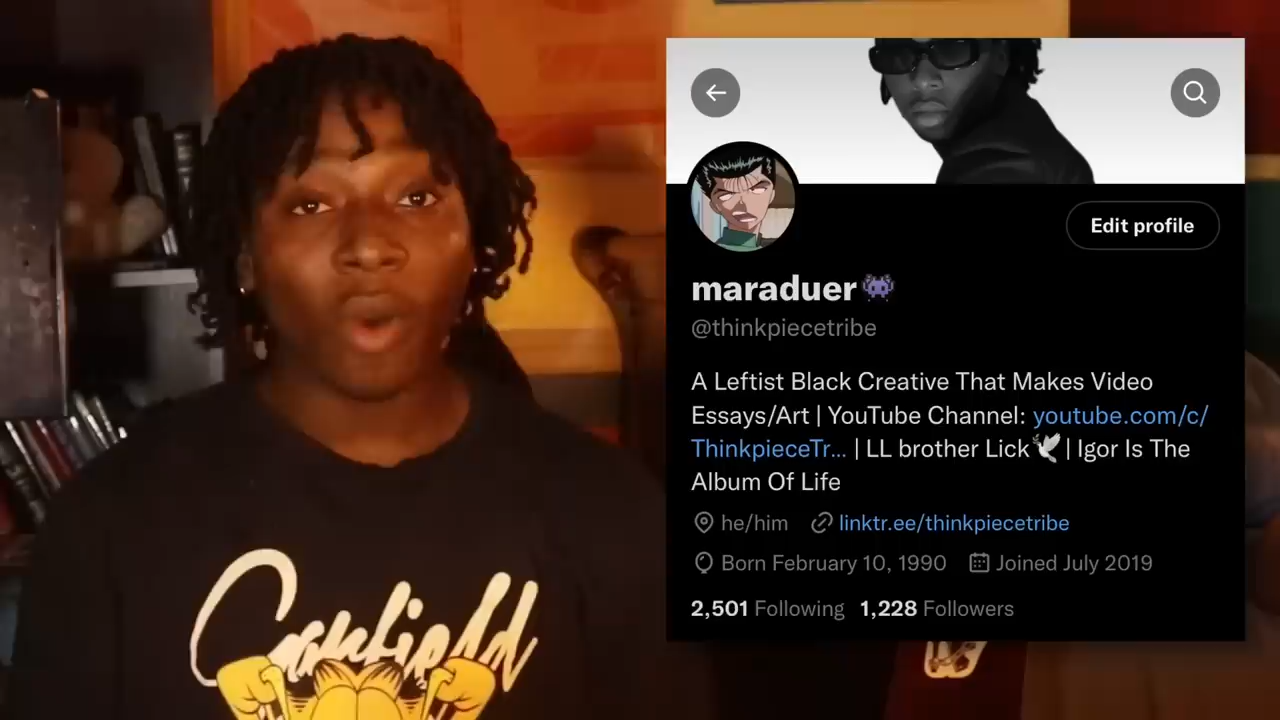 Garfield
Edit profile
maraduer👾
@thinkpiecetribe
A Leftist Black Creative That Makes Video
Essays/Art | YouTube Channel: youtube.com/c/
ThinkpieceTr... | LL brother Lick🕊 | Igor Is The
Album Of Life
he/him linktr.ee/thinkpiecetribe
Born February 10, 1990 Joined July 2019
2,501 Following 1,228 Followers